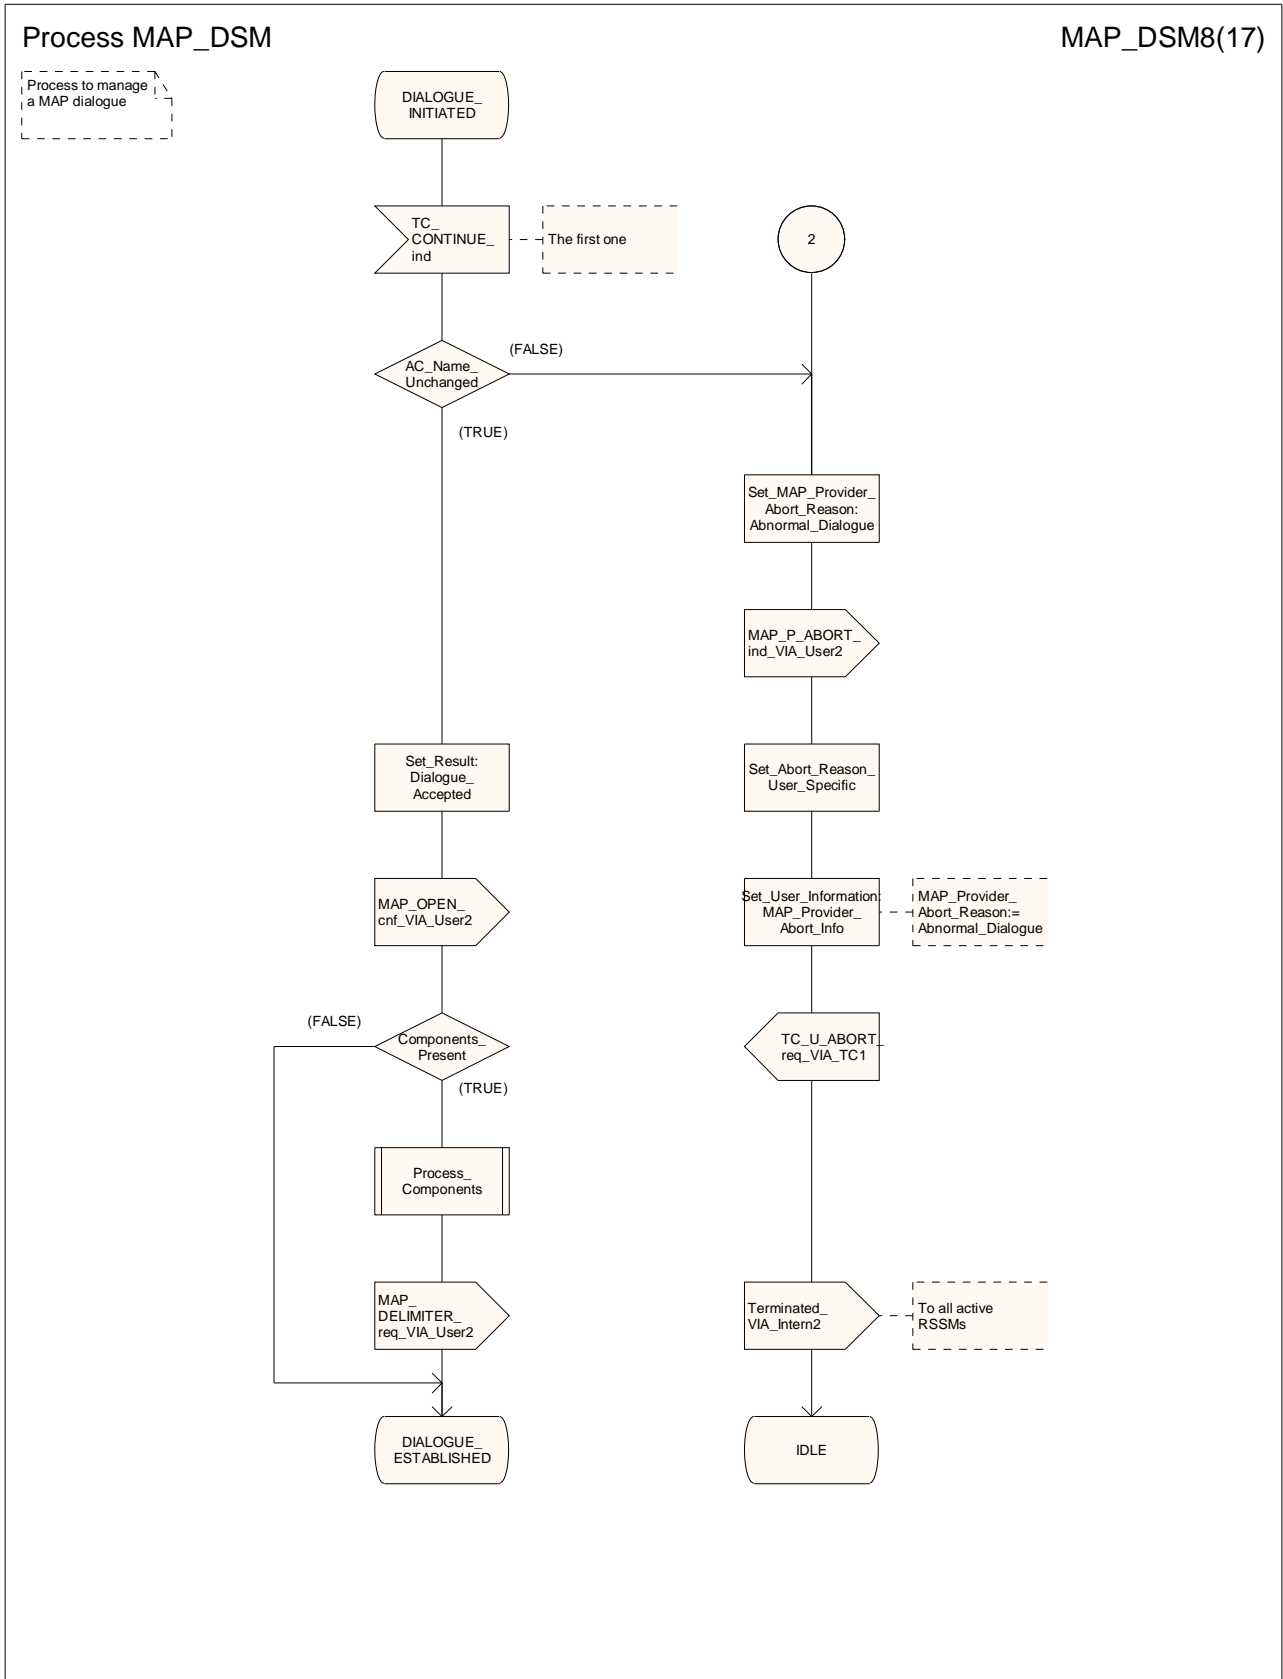 Process MAP_DSM
MAP_DSM8(17)
Process to manage
a MAP dialogue
DIALOGUE_
INITIATED
TC_
CONTINUE_
ind
The first one
2
AC_Name_
Unchanged
(FALSE)
(TRUE)
Set_MAP_Provider_
Abort_Reason:
Abnormal_Dialogue
MAP_P_ABORT_
ind_VIA_User2
Set_Result:
Dialogue_
Accepted
Set_Abort_Reason_
User_Specific
MAP_OPEN_
cnf_VIA_User2
Set_User_Information:
MAP_Provider_
Abort_Info
MAP_Provider_
Abort_Reason:=
Abnormal_Dialogue
(FALSE)
Components_
Present
(TRUE)
TC_U_ABORT_
req_VIA_TC1
Process_
Components
MAP_
DELIMITER_
req_VIA_User2
Terminated_
VIA_Intern2
To all active
RSSMs
DIALOGUE_
ESTABLISHED
IDLE